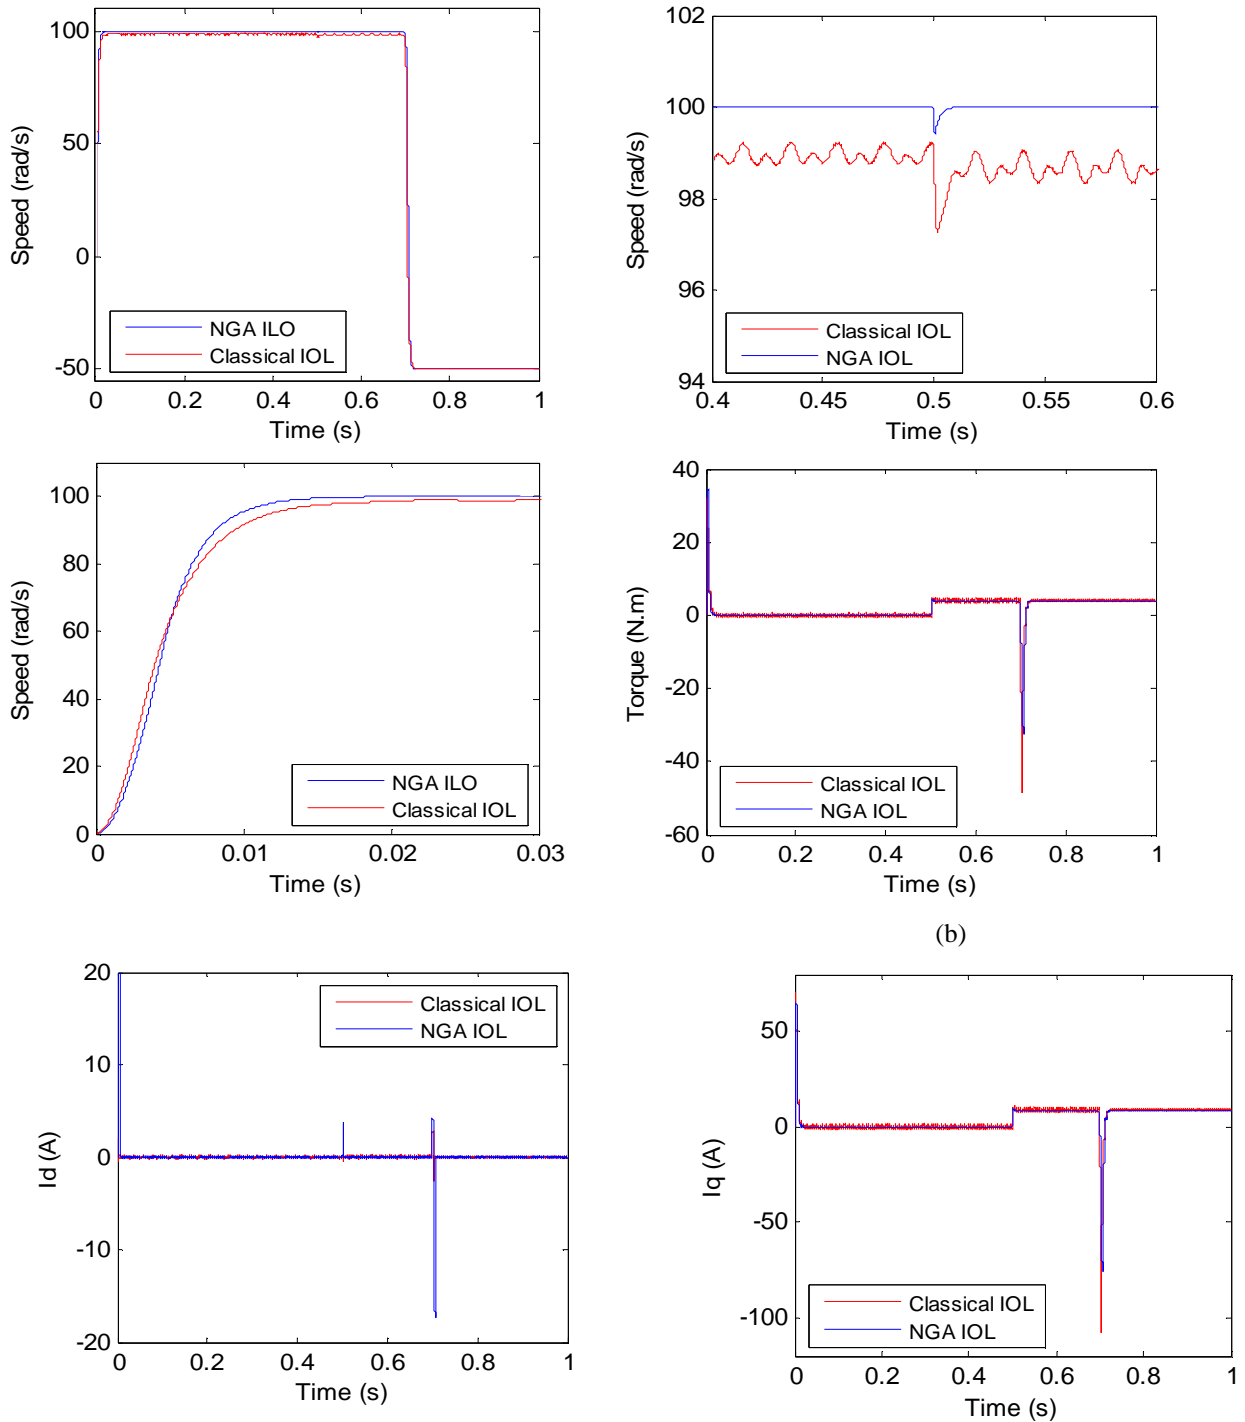 100
50
0
-50
Speed (rad/s)
NGA ILO
Classical IOL
0
0.2
0.4
0.6
0.8
1
Time (s)
102
100
98
96
94
Speed (rad/s)
Classical IOL
NGA IOL
0.4
0.45
0.5
0.55
0.6
Time (s)
100
80
60
40
20
0
Speed (rad/s)
NGA ILO
Classical IOL
0
0.01
0.02
0.03
Time (s)
40
20
0
-20
-40
-60
Torque (N.m)
Classical IOL
NGA IOL
0
0.2
0.4
0.6
0.8
1
Time (s)
(b)
20
10
0
-10
-20
Id (A)
Classical IOL
NGA IOL
0
0.2
0.4
0.6
0.8
1
Time (s)
50
0
-50
-100
Iq (A)
Classical IOL
NGA IOL
0
0.2
0.4
0.6
0.8
1
Time (s)